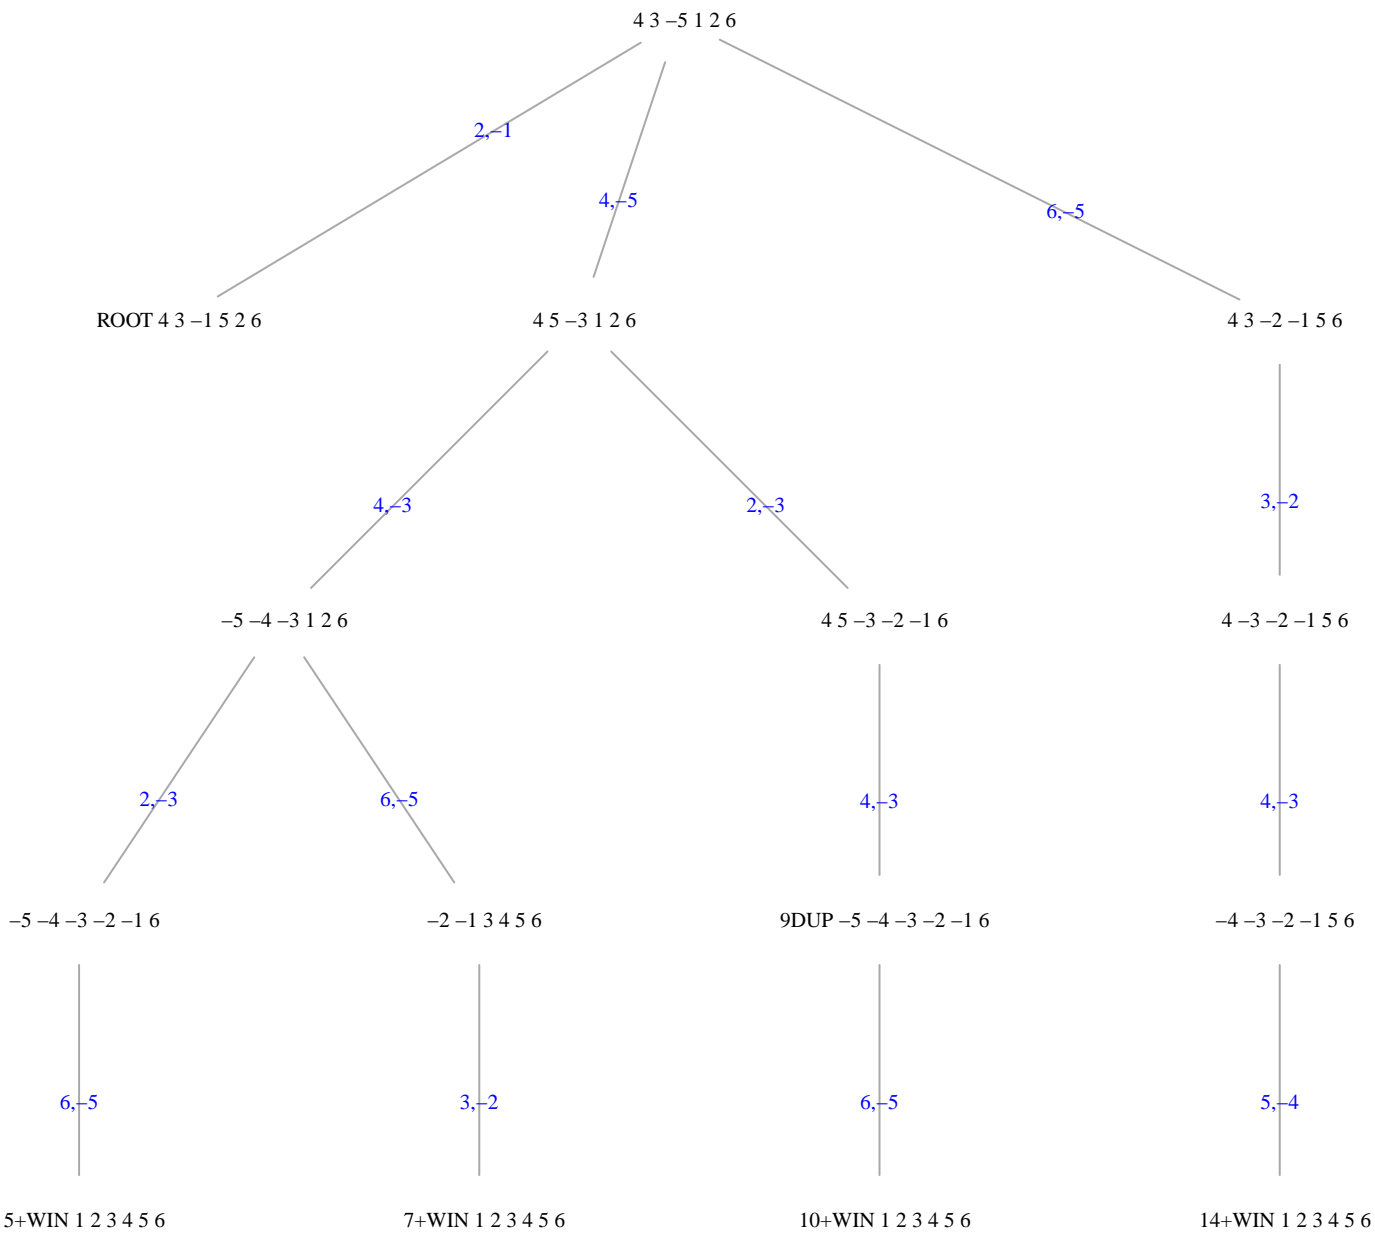 4 3 –5 1 2 6
2,–1
4,–5
6,–5
ROOT 4 3 –1 5 2 6
4 5 –3 1 2 6
4 3 –2 –1 5 6
4,–3
2,–3
3,–2
–5 –4 –3 1 2 6
4 5 –3 –2 –1 6
4 –3 –2 –1 5 6
2,–3
6,–5
4,–3
4,–3
–5 –4 –3 –2 –1 6
–2 –1 3 4 5 6
9DUP –5 –4 –3 –2 –1 6
–4 –3 –2 –1 5 6
6,–5
3,–2
6,–5
5,–4
5+WIN 1 2 3 4 5 6
7+WIN 1 2 3 4 5 6
10+WIN 1 2 3 4 5 6
14+WIN 1 2 3 4 5 6